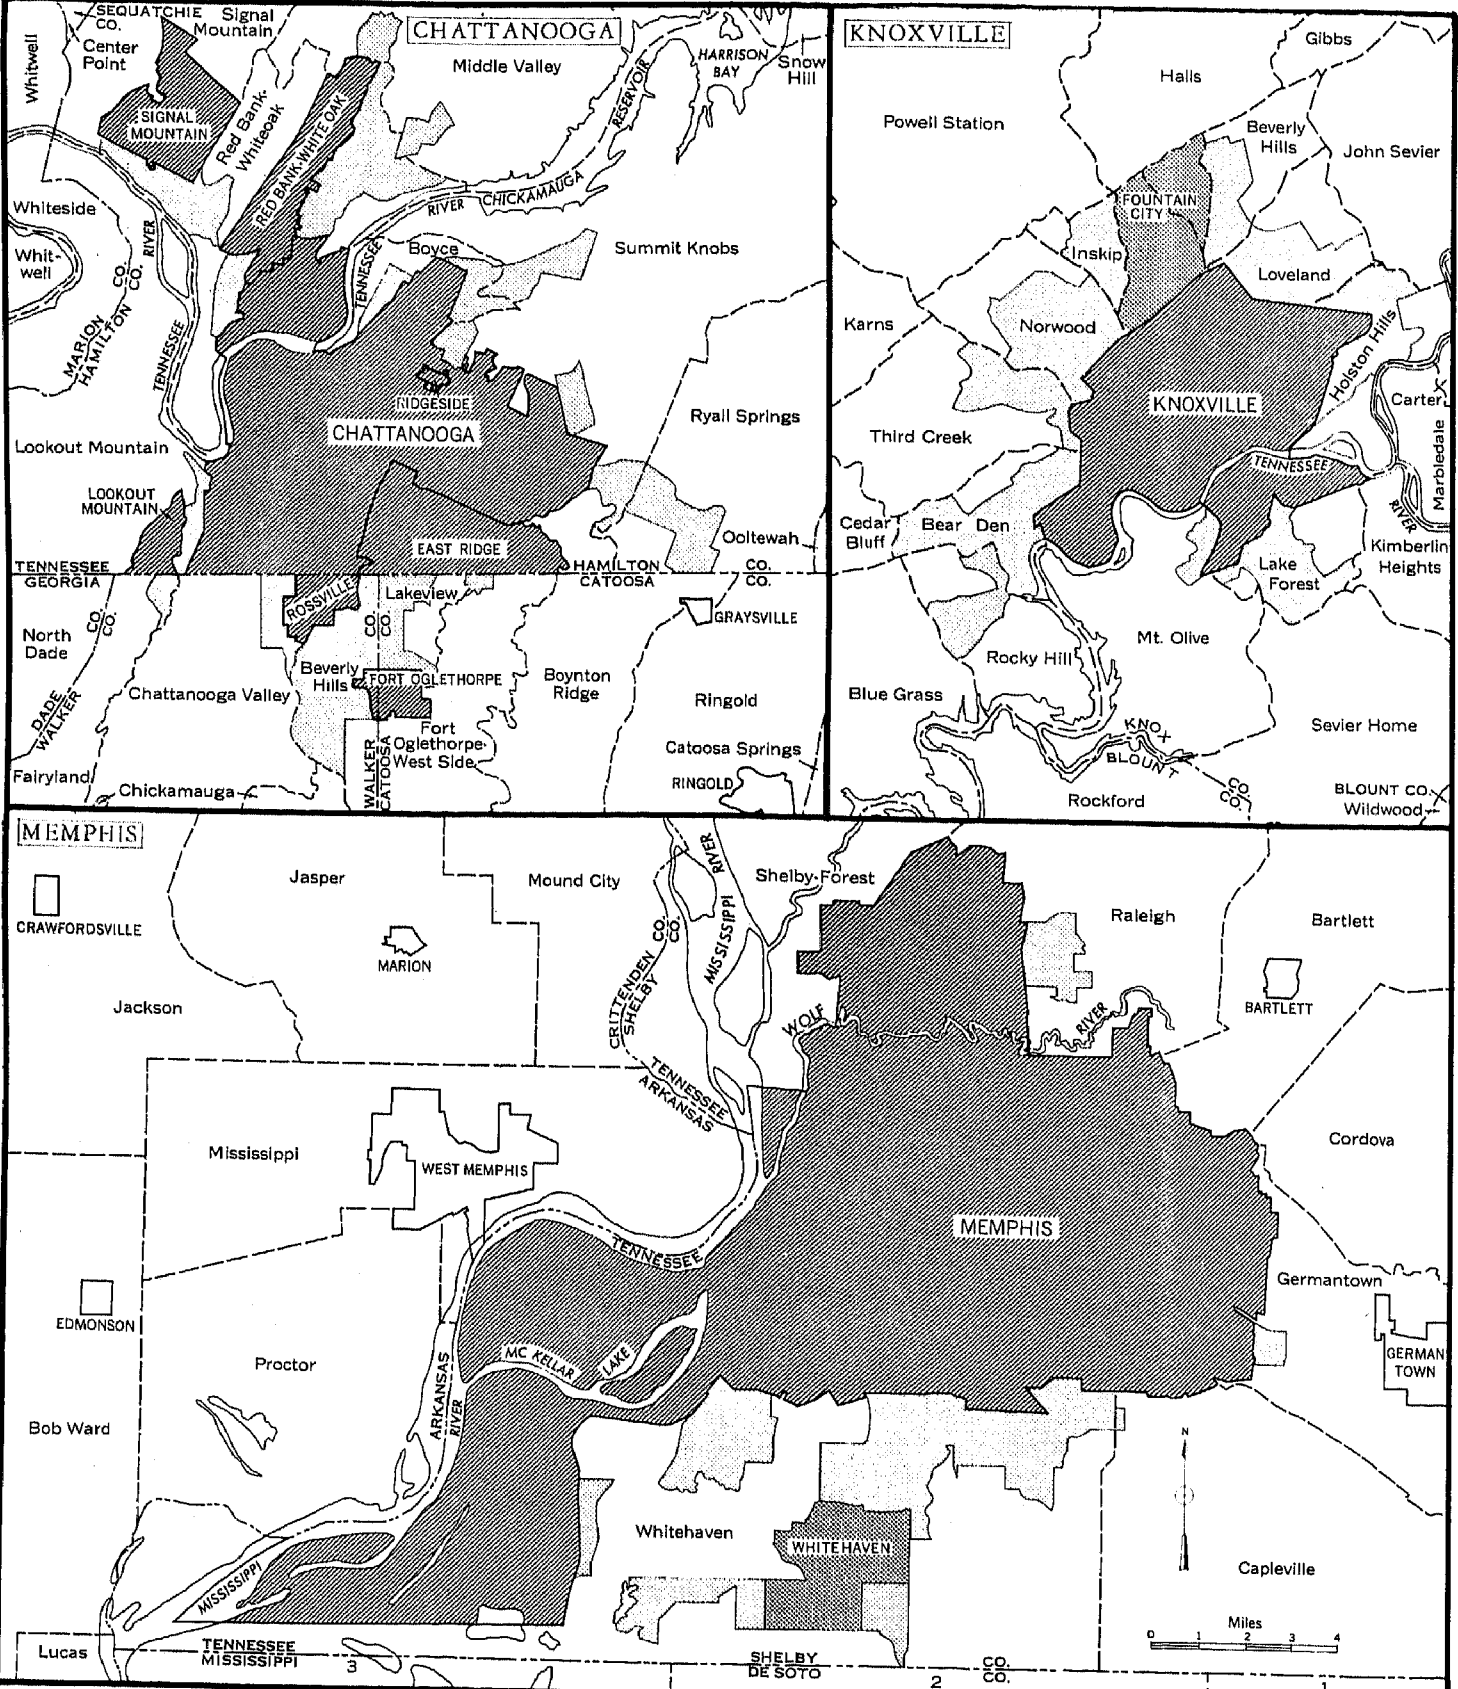 CHATTANOOGA
SEQUATCHIE
CO.
Signal
Mountain
Whitwell
Center
Point
Middle Valley
HARRISON
BAY
Snow
Hill
RESERVOIR
SIGNAL
MOUNTAIN
Red Bank-
Whiteoak
RED BANK-WHITE OAK
CHICKAMAUGA
RIVER
TENNESSEE
Whiteside
Whit-
well
RIVER
TENNESSEE
MARION CO.
HAMILTON CO.
Boyce
Summit Knobs
RIDGESIDE
CHATTANOOGA
Ryall Springs
Lookout Mountain
LOOKOUT
MOUNTAIN
EAST RIDGE
Ooltewah
TENNESSEE
GEORGIA
HAMILTON CO.
CATOOSA CO.
ROSSVILLE
Lakeview
GRAYSVILLE
North
Dade
DADE CO.
WALKER CO.
Chattanooga Valley
Beverly
Hills
FORT OGLETHORPE
Boynton
Ridge
Ringold
Fort
Oglethorpe
West Side
Catoosa Springs
RINGOLD
WALKER CO.
CATOOSA CO.
Fairyland
Chickamauga
KNOXVILLE
Gibbs
Halls
Powell Station
Beverly
Hills
John Sevier
FOUNTAIN
CITY
Inskip
Loveland
Karns
Norwood
Holston Hills
Carter
KNOXVILLE
Third Creek
TENNESSEE
RIVER
Marbledale
Cedar
Bluff
Bear Den
Lake
Forest
Kimberlin
Heights
Mt. Olive
Rocky Hill
Blue Grass
Sevier Home
KNOX CO.
BLOUNT CO.
Rockford
BLOUNT CO.
Wildwood
MEMPHIS
CRAWFORDSVILLE
Jasper
MARION
Mound City
Shelby Forest
Raleigh
Bartlett
BARTLETT
Jackson
CRITTENDEN CO.
SHELBY CO.
MISSISSIPPI RIVER
WOLF
RIVER
TENNESSEE
ARKANSAS
Mississippi
WEST MEMPHIS
Cordova
MEMPHIS
TENNESSEE
Germantown
EDMONSON
GERMAN
TOWN
Proctor
MC KELLAR
LAKE
ARKANSAS
RIVER
Bob Ward
N
Whitehaven
WHITEHAVEN
Capleville
MISSISSIPPI
Miles
0 1 2 3 4
Lucas
TENNESSEE
MISSISSIPPI
3
SHELBY CO.
DE SOTO CO.
2
1